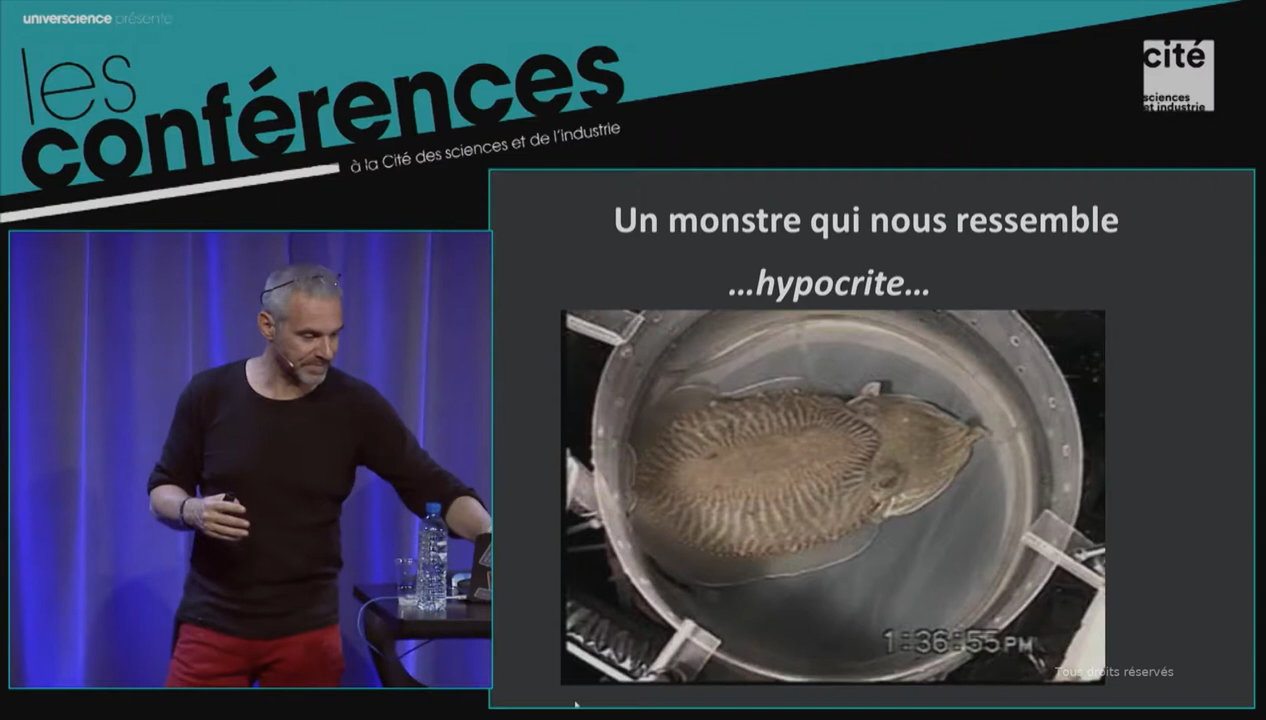 universcience présente
les
conférences
à la Cité des sciences et de l'industrie
cité
sciences
et industrie
Un monstre qui nous ressemble
...hypocrite...
1:36:55 PM
Tous droits réservés